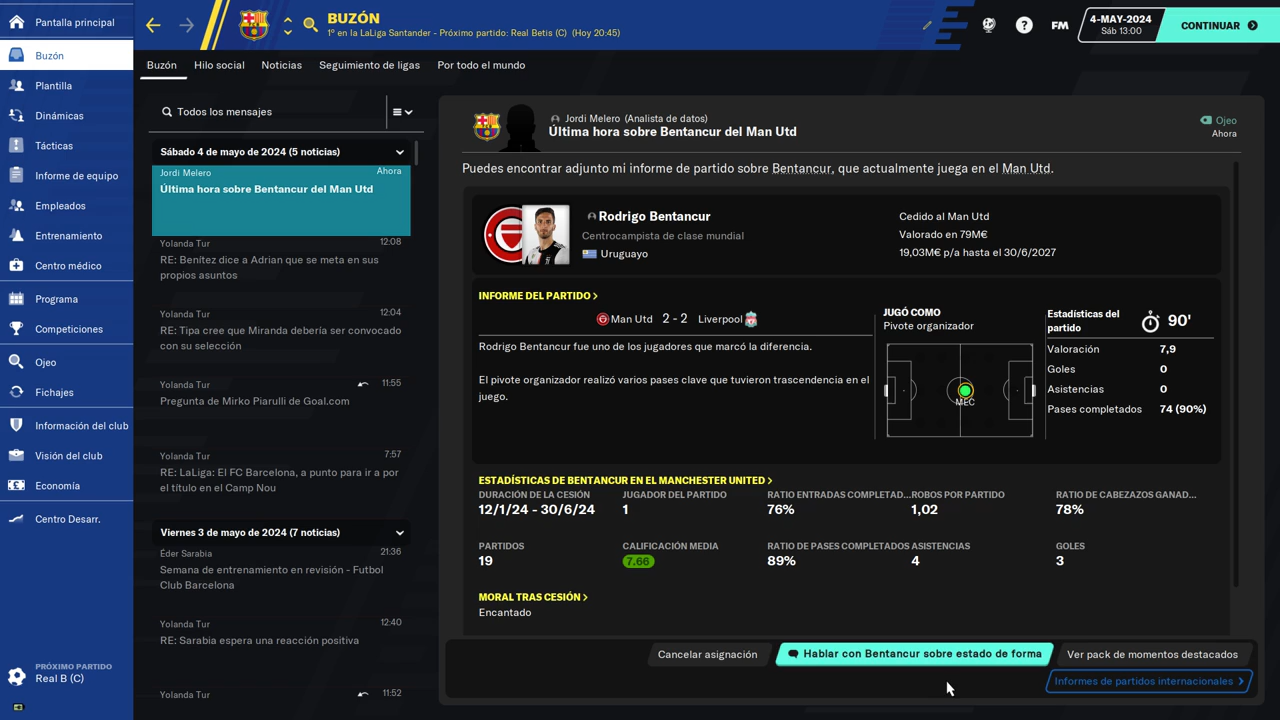 Pantalla principal
Buzón
Plantilla
Dinámicas
Tácticas
Informe de equipo
Empleados
Entrenamiento
Centro médico
Programa
Competiciones
Ojeo
Fichajes
Información del club
Visión del club
Economía
Centro Desarr.
PRÓXIMO PARTIDO
Real B (C)
BUZÓN
1º en la LaLiga Santander - Próximo partido: Real Betis (C) (Hoy 20:45)
FM
4-MAY-2024
Sáb 13:00
CONTINUAR
Buzón Hilo social Noticias Seguimiento de ligas Por todo el mundo
Todos los mensajes
Sábado 4 de mayo de 2024 (5 noticias)
Jordi Melero Ahora
Última hora sobre Bentancur del Man Utd
Yolanda Tur 12:08
RE: Benítez dice a Adrian que se meta en sus
propios asuntos
Yolanda Tur 12:04
RE: Tipa cree que Miranda debería ser convocado
con su selección
Yolanda Tur 11:55
Pregunta de Mirko Piarulli de Goal.com
Yolanda Tur 7:57
RE: LaLiga: El FC Barcelona, a punto para ir a por
el título en el Camp Nou
Viernes 3 de mayo de 2024 (7 noticias)
Éder Sarabia 21:36
Semana de entrenamiento en revisión - Futbol
Club Barcelona
Yolanda Tur 12:40
RE: Sarabia espera una reacción positiva
Yolanda Tur 11:52
Jordi Melero (Analista de datos)
Última hora sobre Bentancur del Man Utd
Ojeo
Ahora
Puedes encontrar adjunto mi informe de partido sobre Bentancur, que actualmente juega en el Man Utd.
Rodrigo Bentancur
Centrocampista de clase mundial
Uruguayo
Cedido al Man Utd
Valorado en 79M€
19,03M€ p/a hasta el 30/6/2027
INFORME DEL PARTIDO
Man Utd 2 - 2 Liverpool
Rodrigo Bentancur fue uno de los jugadores que marcó la diferencia.
El pivote organizador realizó varios pases clave que tuvieron trascendencia en el
juego.
JUGÓ COMO
Pivote organizador
MEC
Estadísticas del
partido
90'
Valoración 7,9
Goles 0
Asistencias 0
Pases completados 74 (90%)
ESTADÍSTICAS DE BENTANCUR EN EL MANCHESTER UNITED
DURACIÓN DE LA CESIÓN JUGADOR DEL PARTIDO RATIO ENTRADAS COMPLETAD... ROBOS POR PARTIDO RATIO DE CABEZAZOS GANAD...
12/1/24 - 30/6/24 1 76% 1,02 78%
PARTIDOS CALIFICACIÓN MEDIA RATIO DE PASES COMPLETADOS ASISTENCIAS GOLES
19 7.66 89% 4 3
MORAL TRAS CESIÓN
Encantado
Cancelar asignación
Hablar con Bentancur sobre estado de forma
Ver pack de momentos destacados
Informes de partidos internacionales